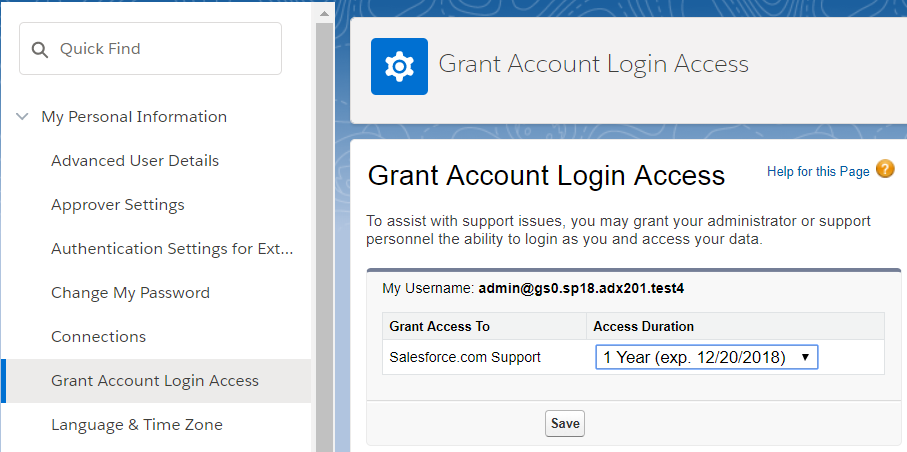 Quick Find
My Personal Information
Advanced User Details
Approver Settings
Authentication Settings for Ext...
Change My Password
Connections
Grant Account Login Access
Language & Time Zone
Grant Account Login Access
Grant Account Login Access
Help for this Page ?
To assist with support issues, you may grant your administrator or support
personnel the ability to login as you and access your data.
My Username: admin@gs0.sp18.adx201.test4
Grant Access To Access Duration
Salesforce.com Support 1 Year (exp. 12/20/2018)
Save